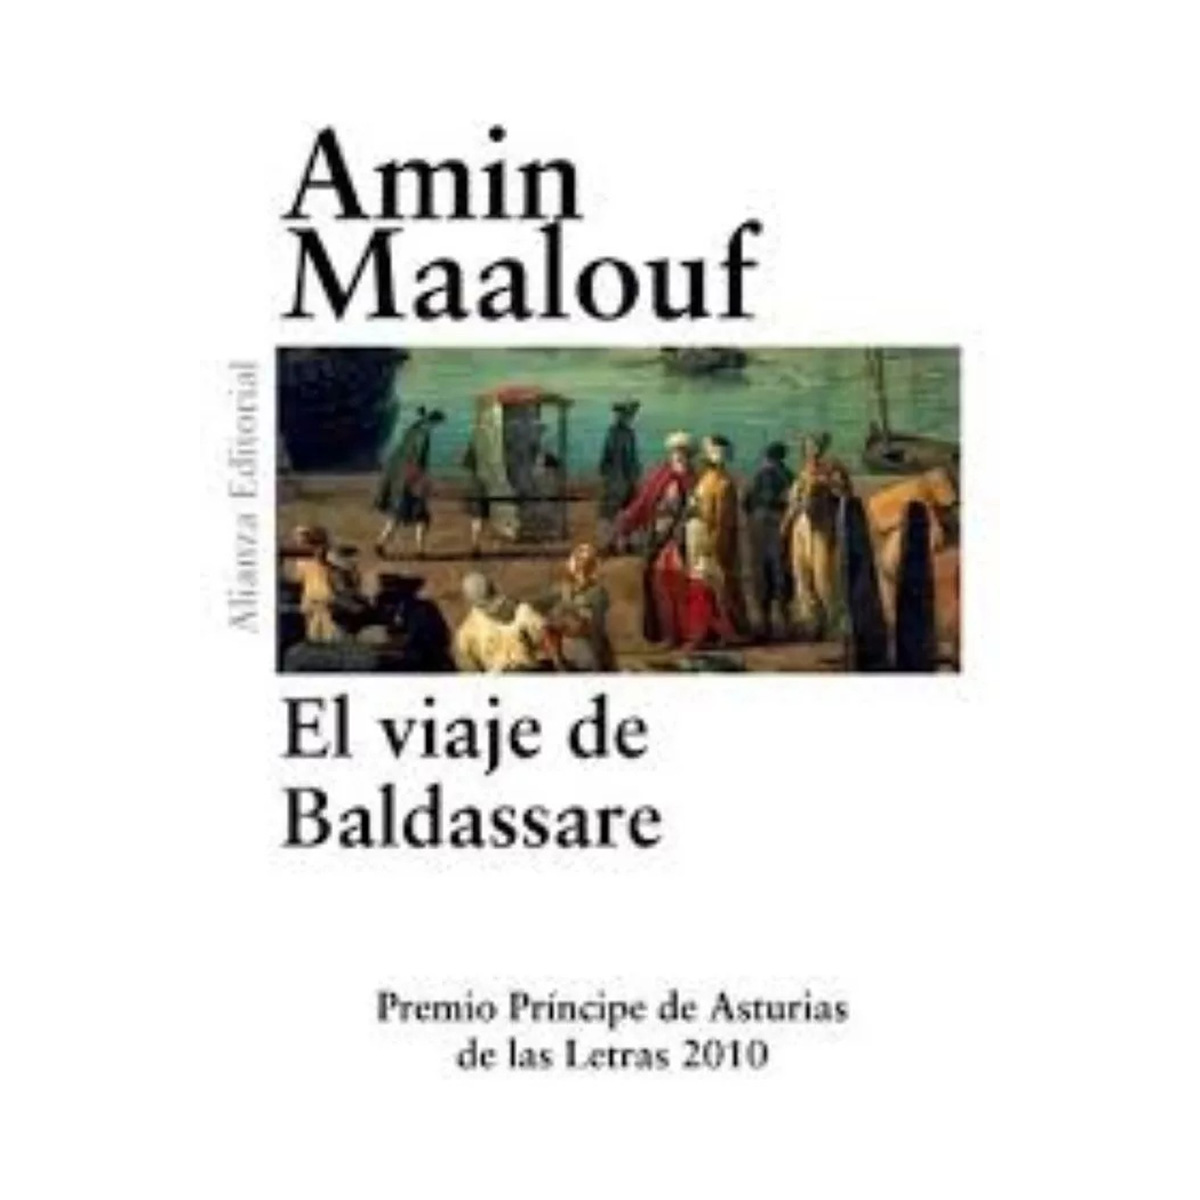 Amin
Maalouf
Alianza Editorial
El viaje de
Baldassare
Premio Príncipe de Asturias
de las Letras 2010